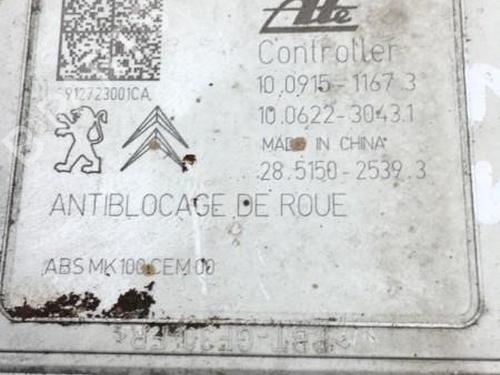 Ate
Controller
10.0915-1167.3
10.0622-3043.1
MADE IN CHINA
28.5150-2539.3
ANTIBLOCAGE DE ROUE
ABS MK100 CEM 00